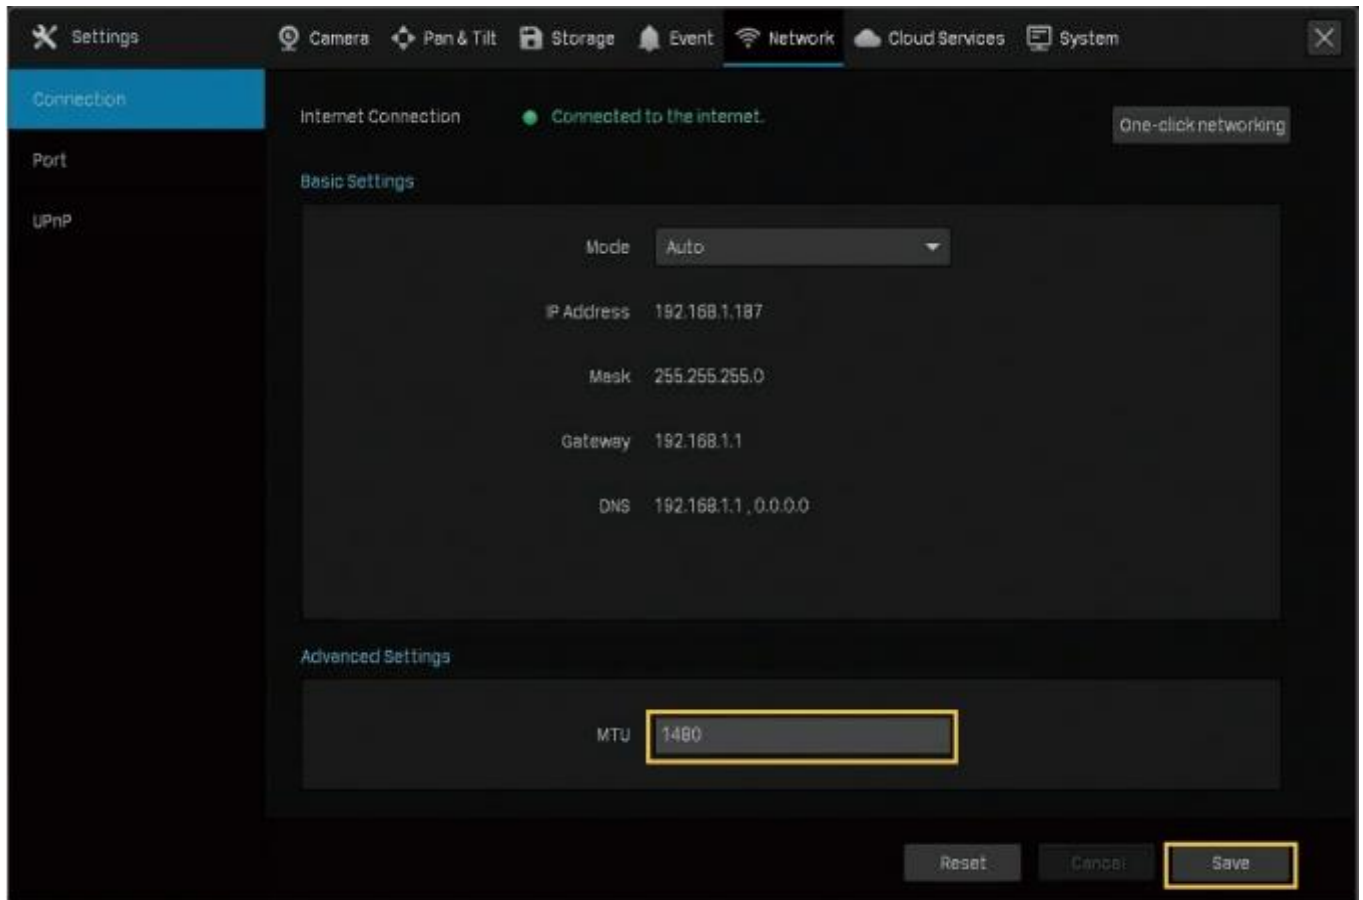 Settings Camera Pan & Tilt Storage Event Network Cloud Services System
Connection
Port
UPnP
Internet Connection Connected to the internet. One-click networking
Basic Settings
Mode Auto
IP Address 192.168.1.187
Mask 255.255.255.0
Gateway 192.168.1.1
DNS 192.168.1.1 , 0.0.0.0
Advanced Settings
MTU 1480
Reset Cancel Save